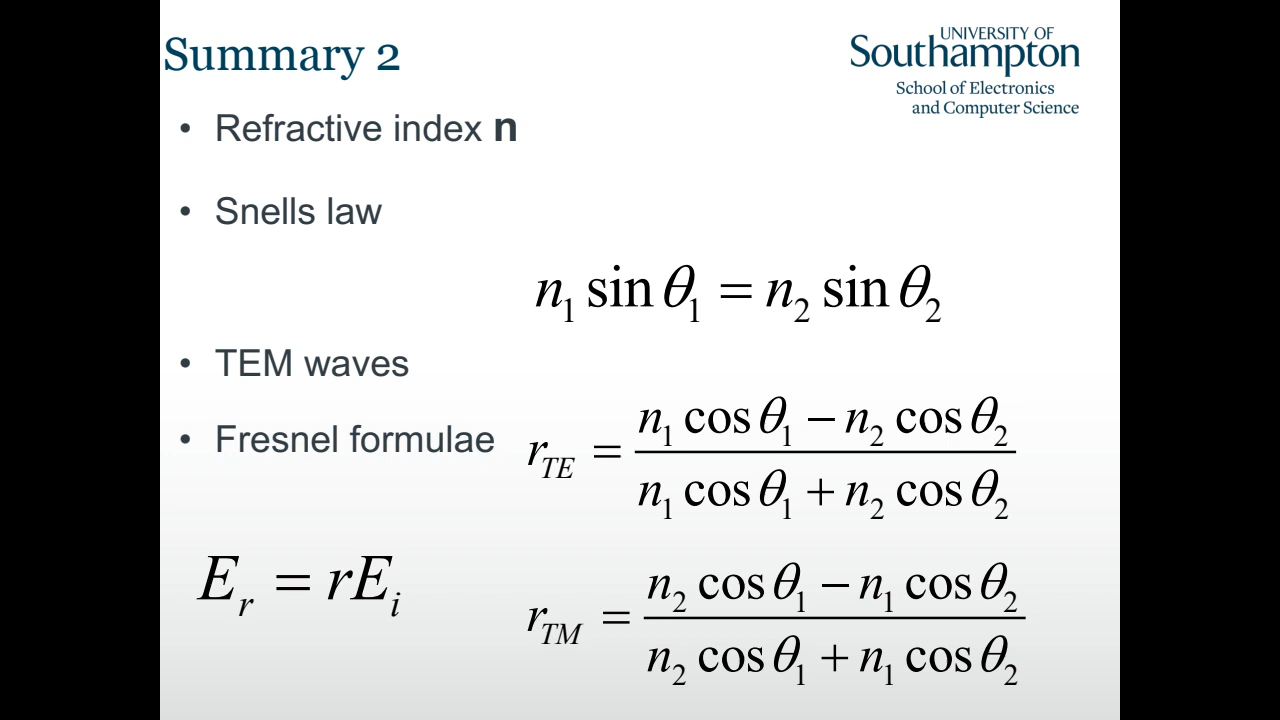 Summary 2
UNIVERSITY OF
Southampton
School of Electronics
and Computer Science
• Refractive index n
• Snells law
n₁ sin θ₁ = n₂ sin θ₂
• TEM waves
• Fresnel formulae
r_TE = (n₁ cos θ₁ − n₂ cos θ₂) / (n₁ cos θ₁ + n₂ cos θ₂)
E_r = rE_i
r_TM = (n₂ cos θ₁ − n₁ cos θ₂) / (n₂ cos θ₁ + n₁ cos θ₂)